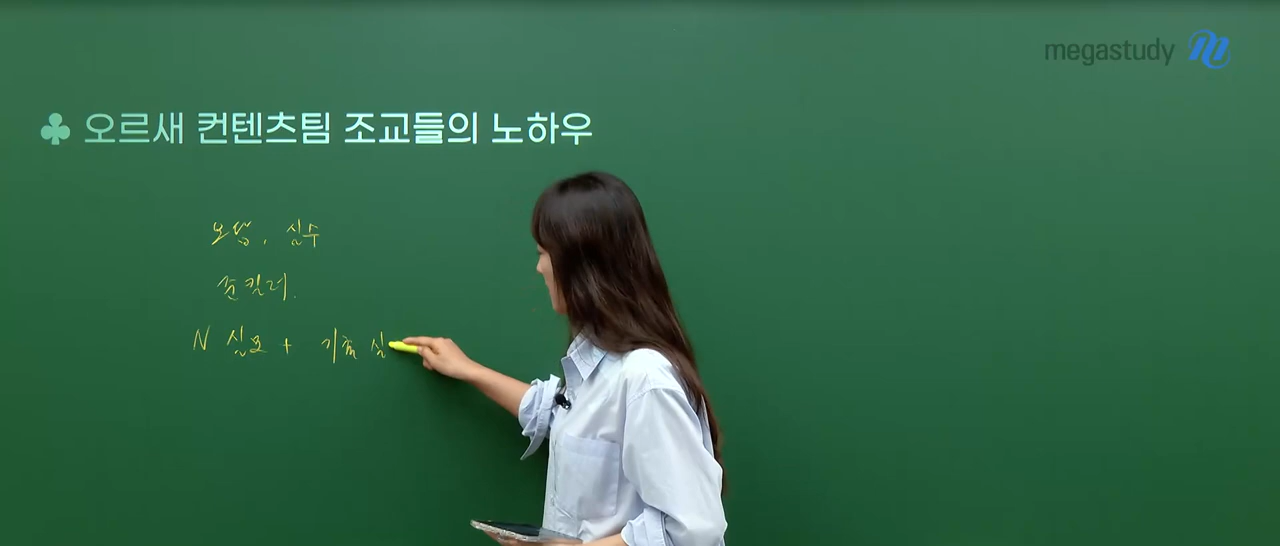 megastudy
♣ 오르새 컨텐츠팀 조교들의 노하우
오답, 실수
준킬러.
N 실모 + 기출 실